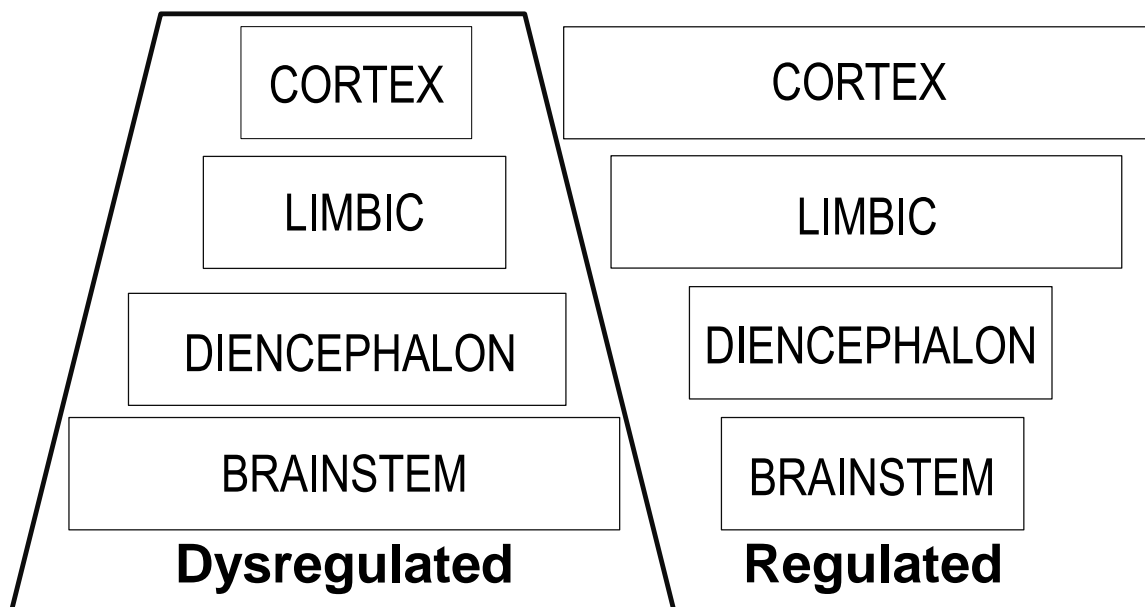 CORTEX
LIMBIC
DIENCEPHALON
BRAINSTEM
Dysregulated
CORTEX
LIMBIC
DIENCEPHALON
BRAINSTEM
Regulated